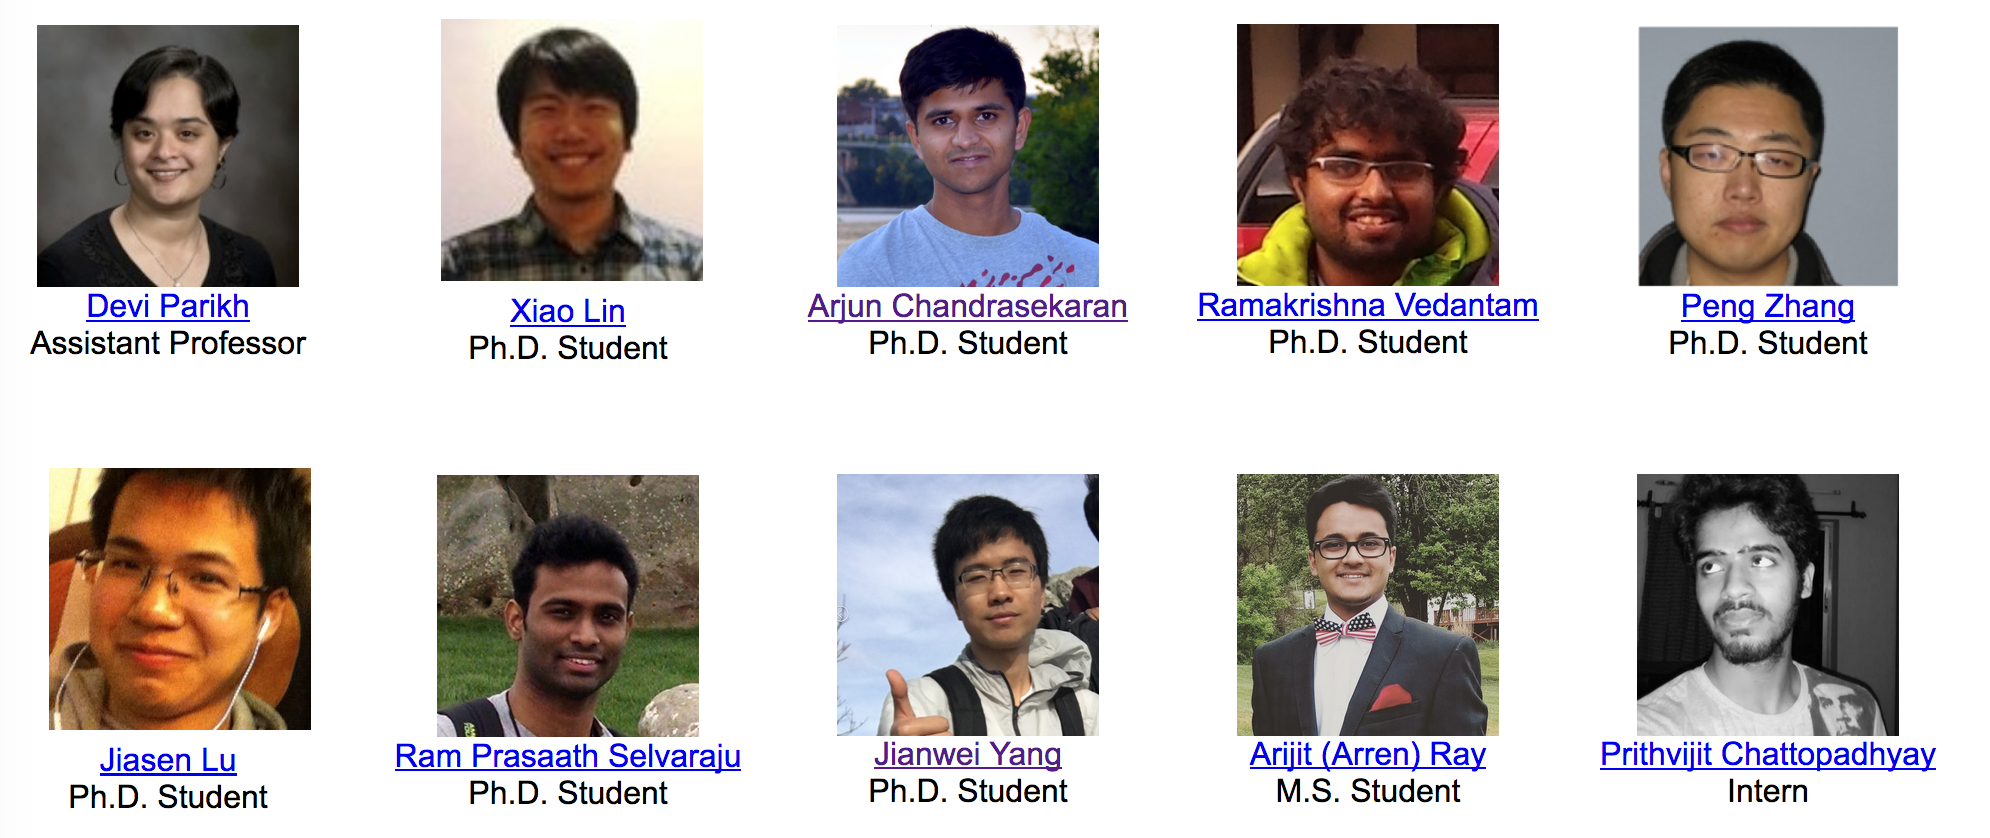 Devi Parikh
Assistant Professor
Xiao Lin
Ph.D. Student
Arjun Chandrasekaran
Ph.D. Student
Ramakrishna Vedantam
Ph.D. Student
Peng Zhang
Ph.D. Student
Jiasen Lu
Ph.D. Student
Ram Prasaath Selvaraju
Ph.D. Student
Jianwei Yang
Ph.D. Student
Arijit (Arren) Ray
M.S. Student
Prithvijit Chattopadhyay
Intern